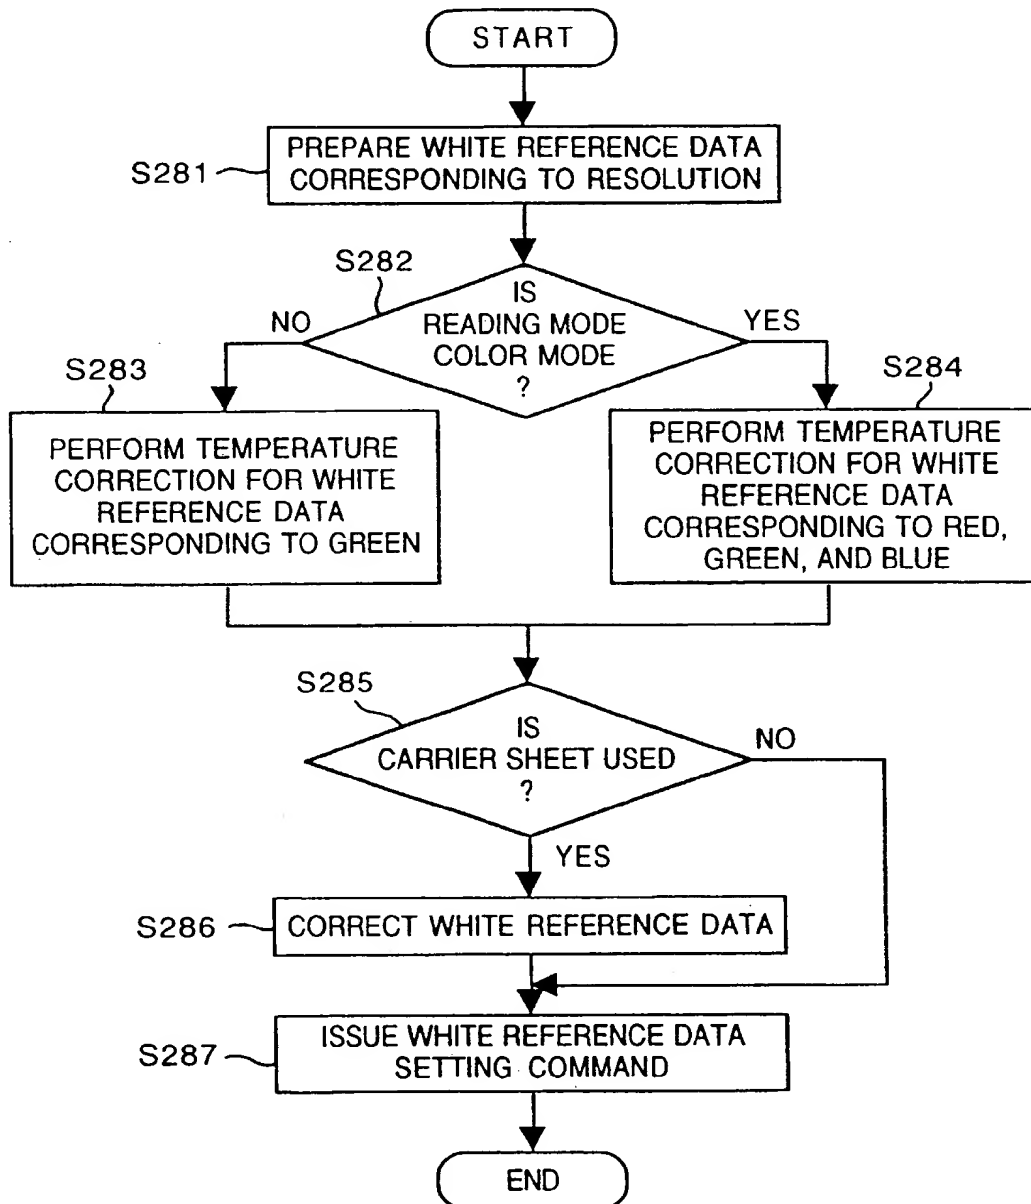 START
S281
PREPARE WHITE REFERENCE DATA
CORRESPONDING TO RESOLUTION
S282
IS
READING MODE
COLOR MODE
?
NO
YES
S283
PERFORM TEMPERATURE
CORRECTION FOR WHITE
REFERENCE DATA
CORRESPONDING TO GREEN
S284
PERFORM TEMPERATURE
CORRECTION FOR WHITE
REFERENCE DATA
CORRESPONDING TO RED,
GREEN, AND BLUE
S285
IS
CARRIER SHEET USED
?
NO
YES
S286
CORRECT WHITE REFERENCE DATA
S287
ISSUE WHITE REFERENCE DATA
SETTING COMMAND
END